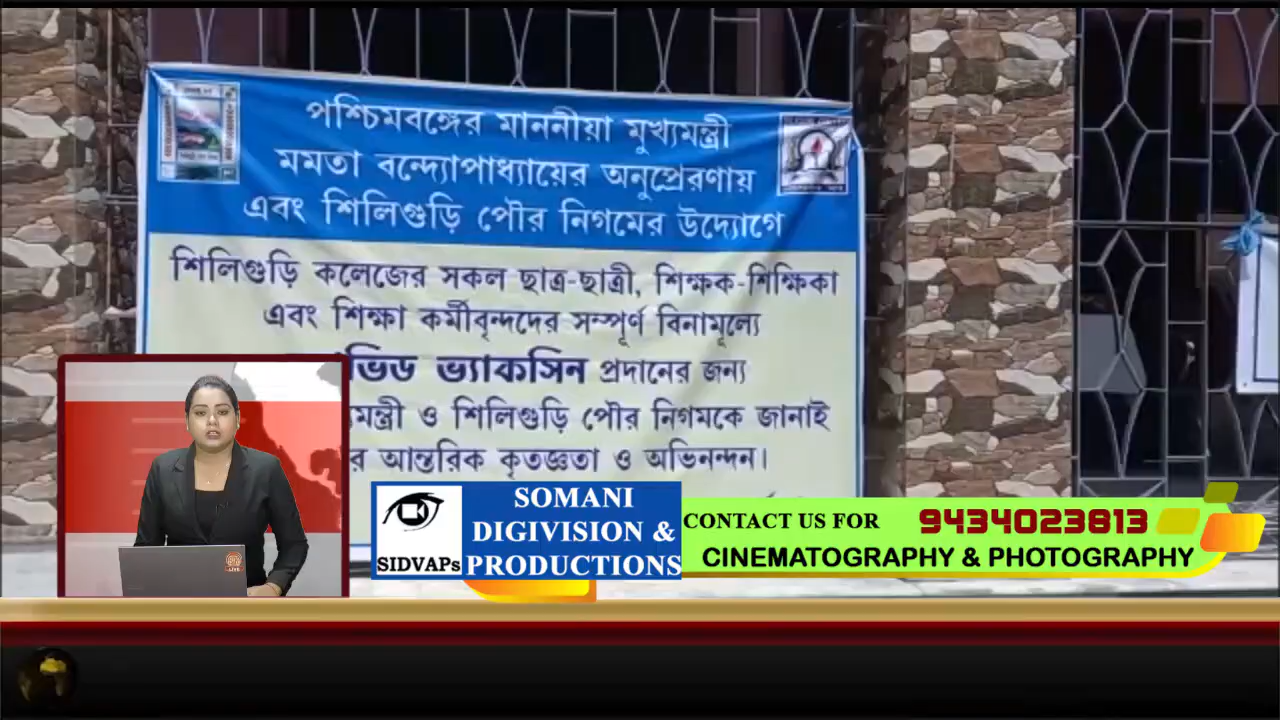 পশ্চিমবঙ্গের মাননীয়া মুখ্যমন্ত্রী
মমতা বন্দ্যোপাধ্যায়ের অনুপ্রেরণায়
এবং শিলিগুড়ি পৌর নিগমের উদ্যোগে
শিলিগুড়ি কলেজের সকল ছাত্র-ছাত্রী, শিক্ষক-শিক্ষিকা
এবং শিক্ষা কর্মীবৃন্দদের সম্পূর্ণ বিনামূল্যে
ভিড ভ্যাকসিন প্রদানের জন্য
মন্ত্রী ও শিলিগুড়ি পৌর নিগমকে জানাই
র আন্তরিক কৃতজ্ঞতা ও অভিনন্দন।
LIVE
SIDVAPs
SOMANI
DIGIVISION &
PRODUCTIONS
CONTACT US FOR 9434023813
CINEMATOGRAPHY & PHOTOGRAPHY